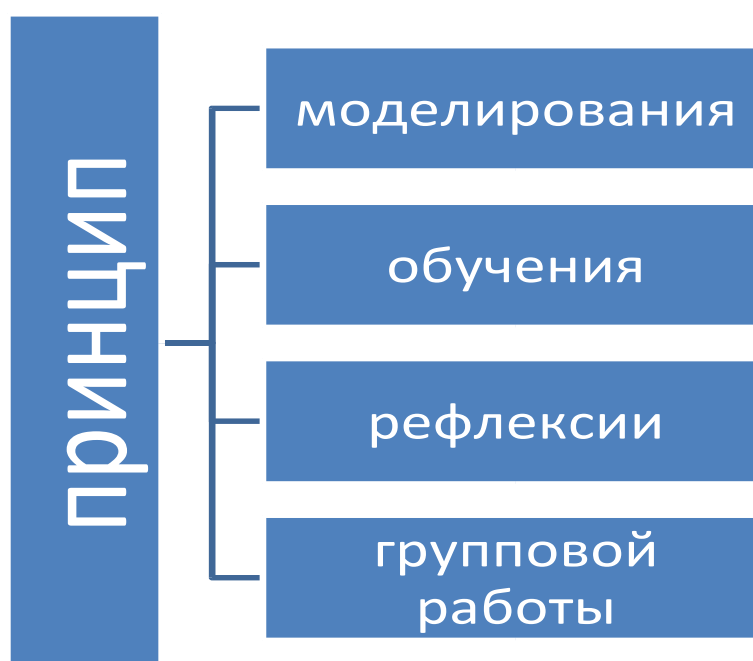 принцип
моделирования
обучения
рефлексии
групповой
работы